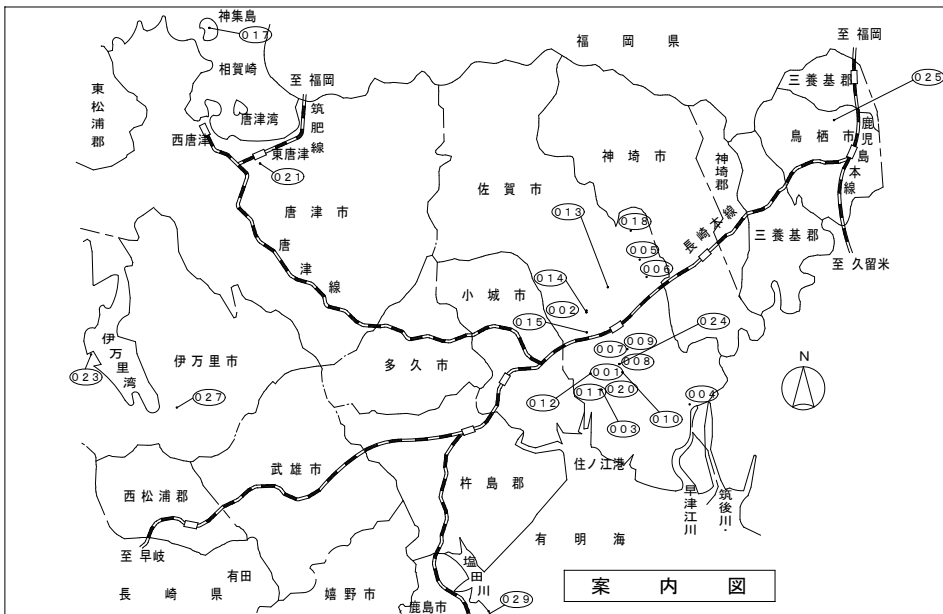 神集島
017
相賀崎
至 福岡
福岡県
至 福岡
三養基郡
025
東松浦郡
唐津湾
筑肥線
西唐津
東唐津
021
鳥栖市
鹿児島本線
神埼市
神埼郡
佐賀市
唐津市
013
018
長崎本線
005
006
三養基郡
至 久留米
唐津線
014
002
小城市
015
024
009
007
008
伊万里湾
伊万里市
023
多久市
001
027
012
011
020
004
N
003
010
武雄市
住ノ江港
西松浦郡
杵島郡
早津江川
筑後川
有明海
至 早岐
塩田川
有田
長崎県
嬉野市
案内図
鹿島市
029